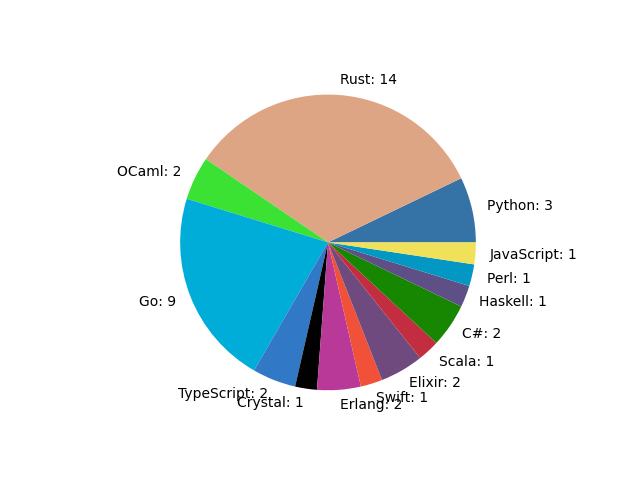 Rust: 14
OCaml: 2
Python: 3
JavaScript: 1
Perl: 1
Go: 9
Haskell: 1
C#: 2
Scala: 1
Elixir: 2
TypeScript: 2
Swift: 1
Crystal: 1
Erlang: 2